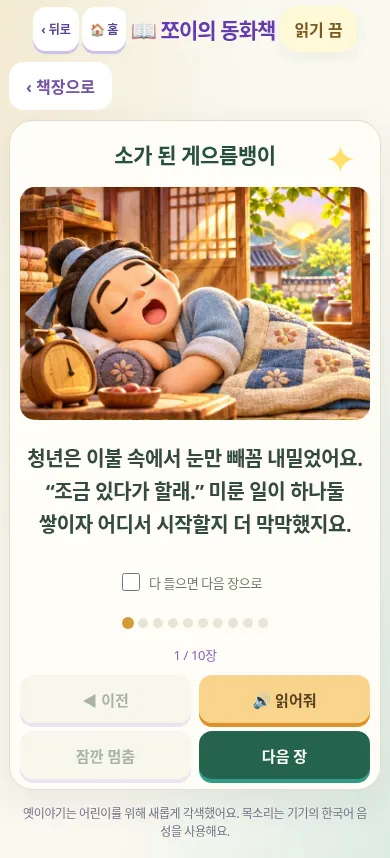 ‹ 뒤로 🏠 홈 📖 쪼이의 동화책 읽기 끔
‹ 책장으로
소가 된 게으름뱅이
청년은 이불 속에서 눈만 빼꼼 내밀었어요.
“조금 있다가 할래.” 미룬 일이 하나둘
쌓이자 어디서 시작할지 더 막막했지요.
다 들으면 다음 장으로
1 / 10장
◀ 이전 🔊 읽어줘
잠깐 멈춤 다음 장
옛이야기는 어린이를 위해 새롭게 각색했어요. 목소리는 기기의 한국어 음
성을 사용해요.